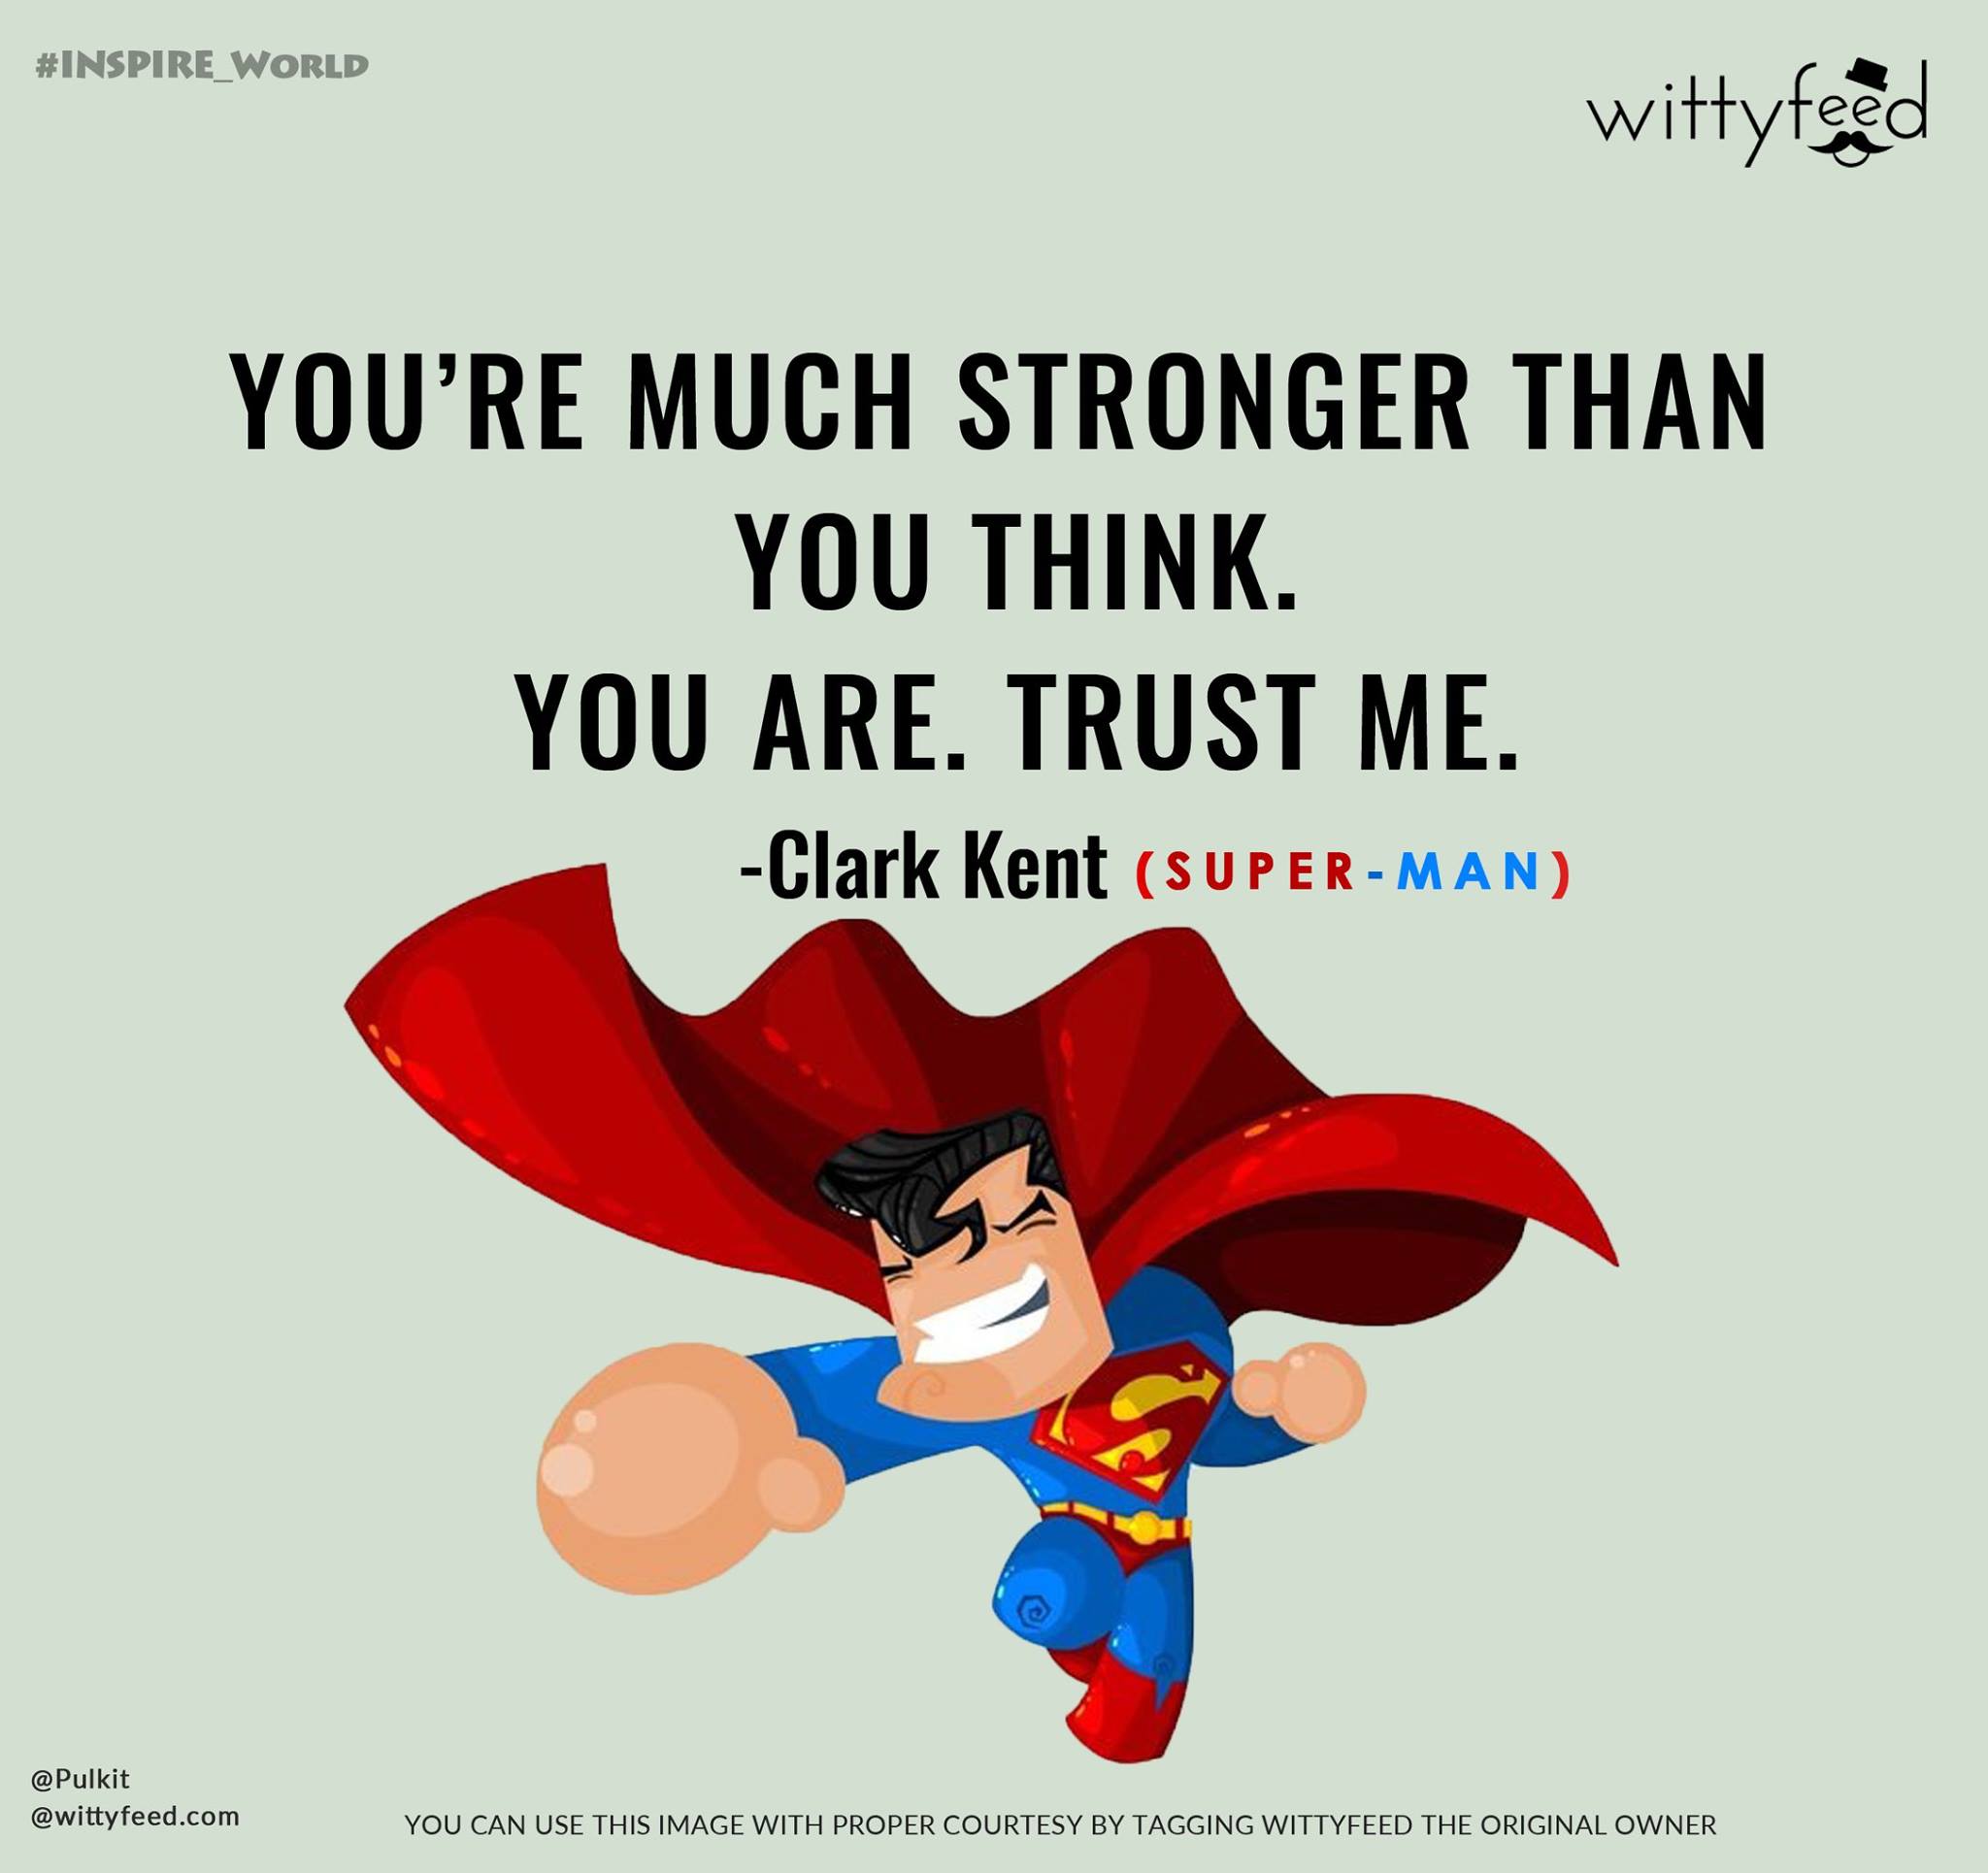 #INSPIRE_WORLD
wittyfeed
YOU’RE MUCH STRONGER THAN
YOU THINK.
YOU ARE. TRUST ME.
-Clark Kent (SUPER-MAN)
@Pulkit
@wittyfeed.com
YOU CAN USE THIS IMAGE WITH PROPER COURTESY BY TAGGING WITTYFEED THE ORIGINAL OWNER